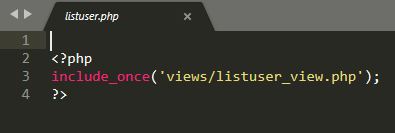 listuser.php
1
2 <?php
3 include_once('views/listuser_view.php');
4 ?>